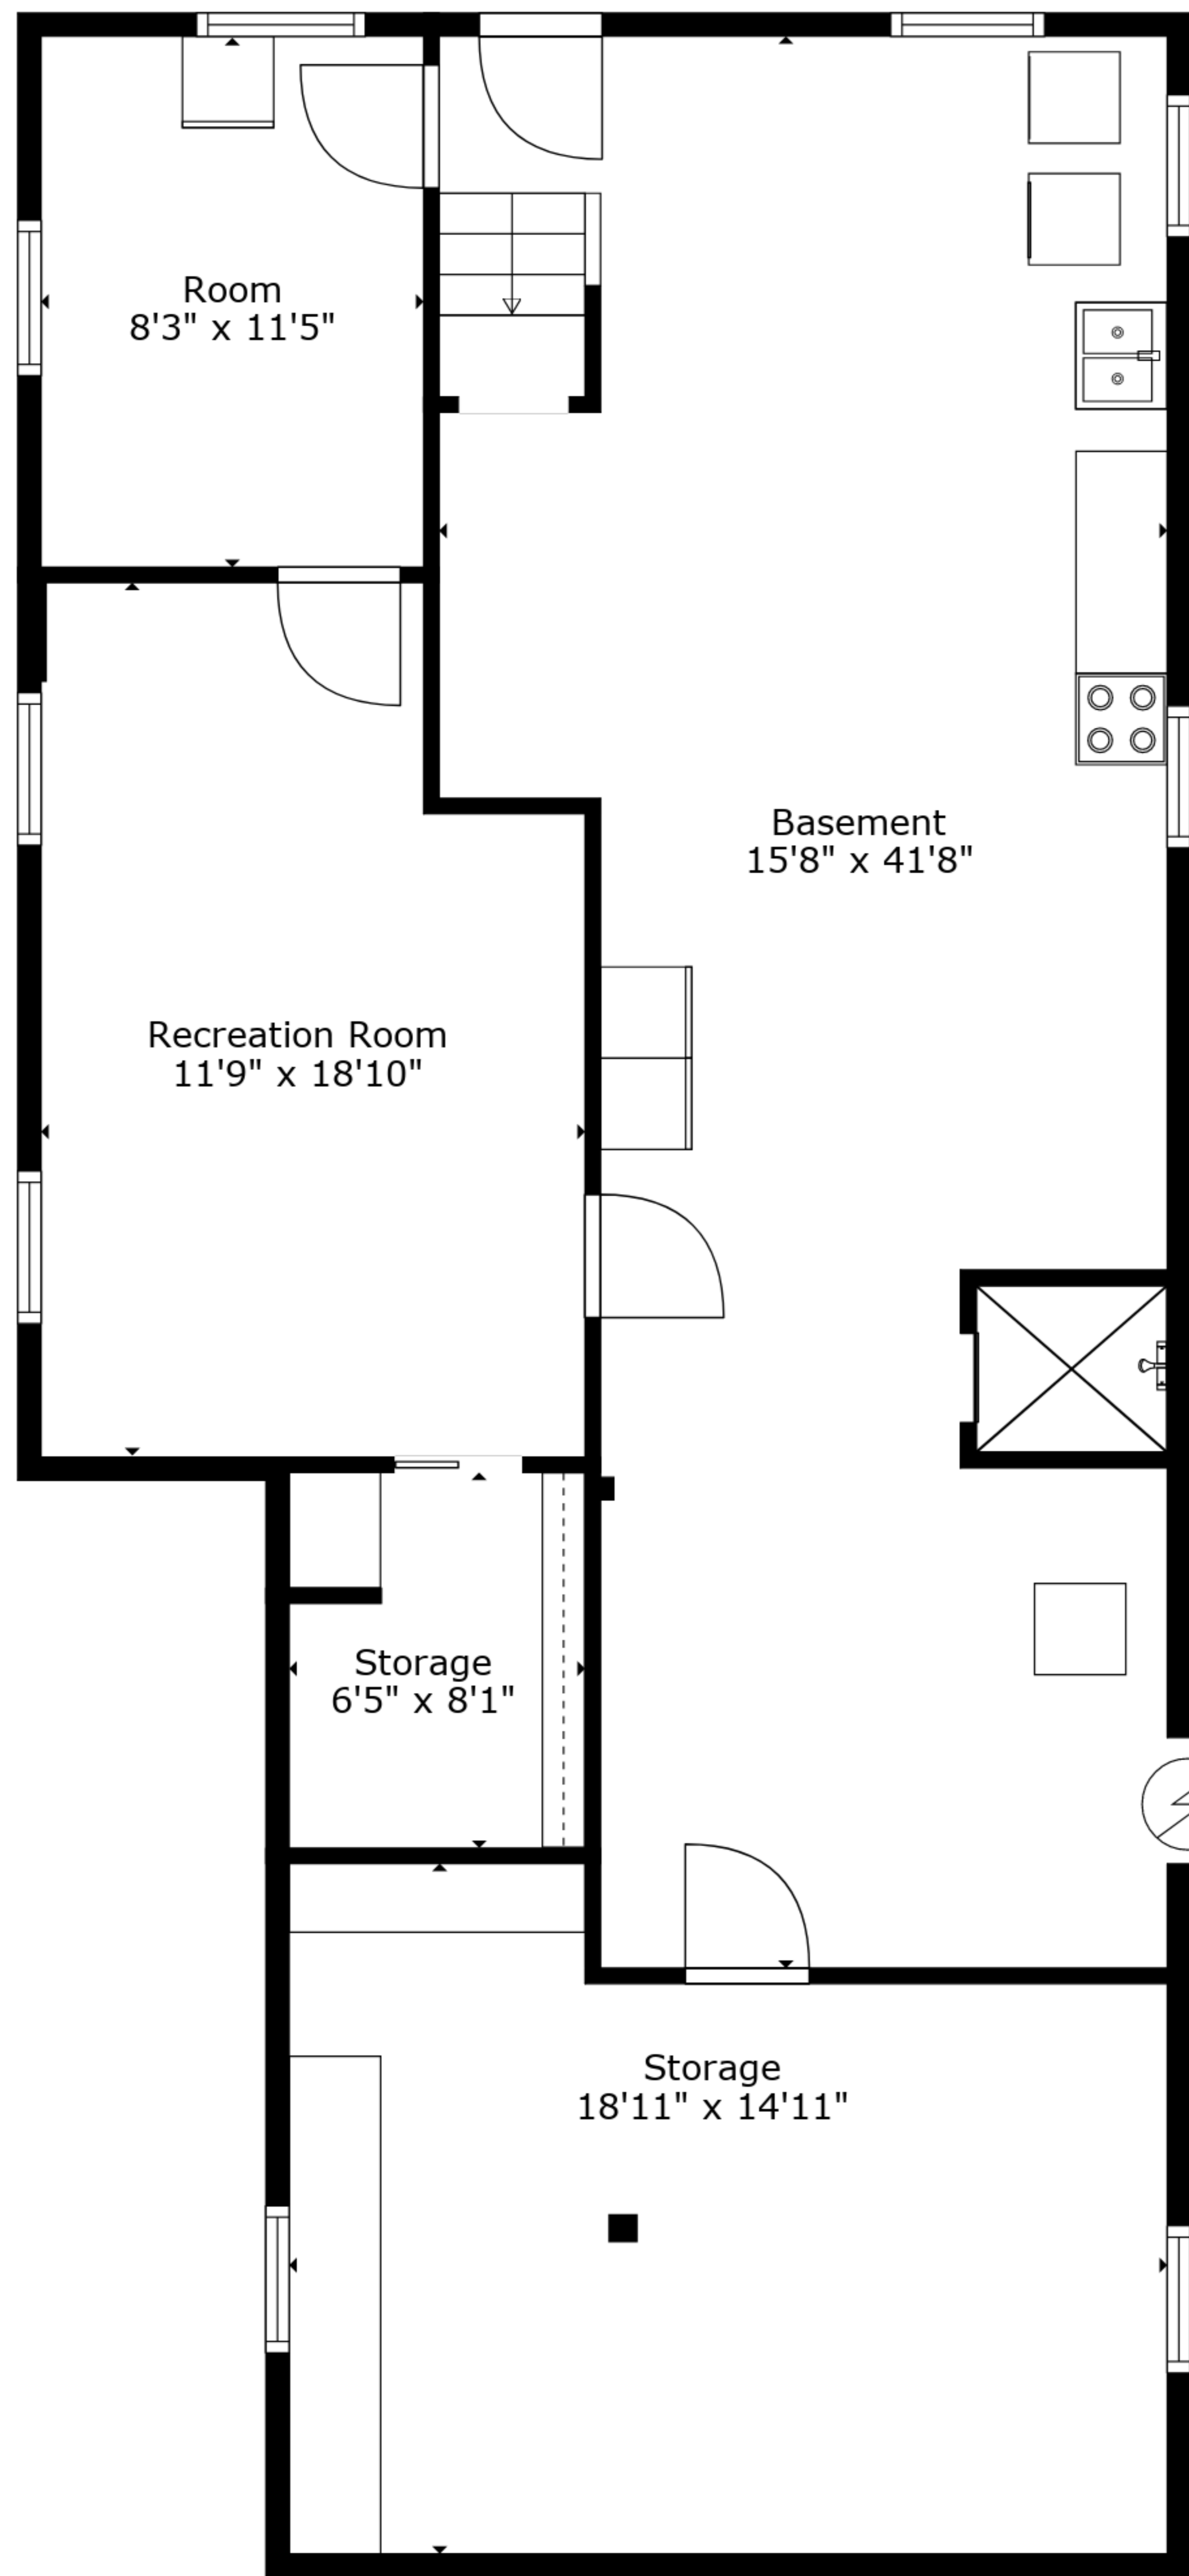 Room
8'3" x 11'5"
Basement
15'8" x 41'8"
Recreation Room
11'9" x 18'10"
Storage
6'5" x 8'1"
Storage
18'11" x 14'11"